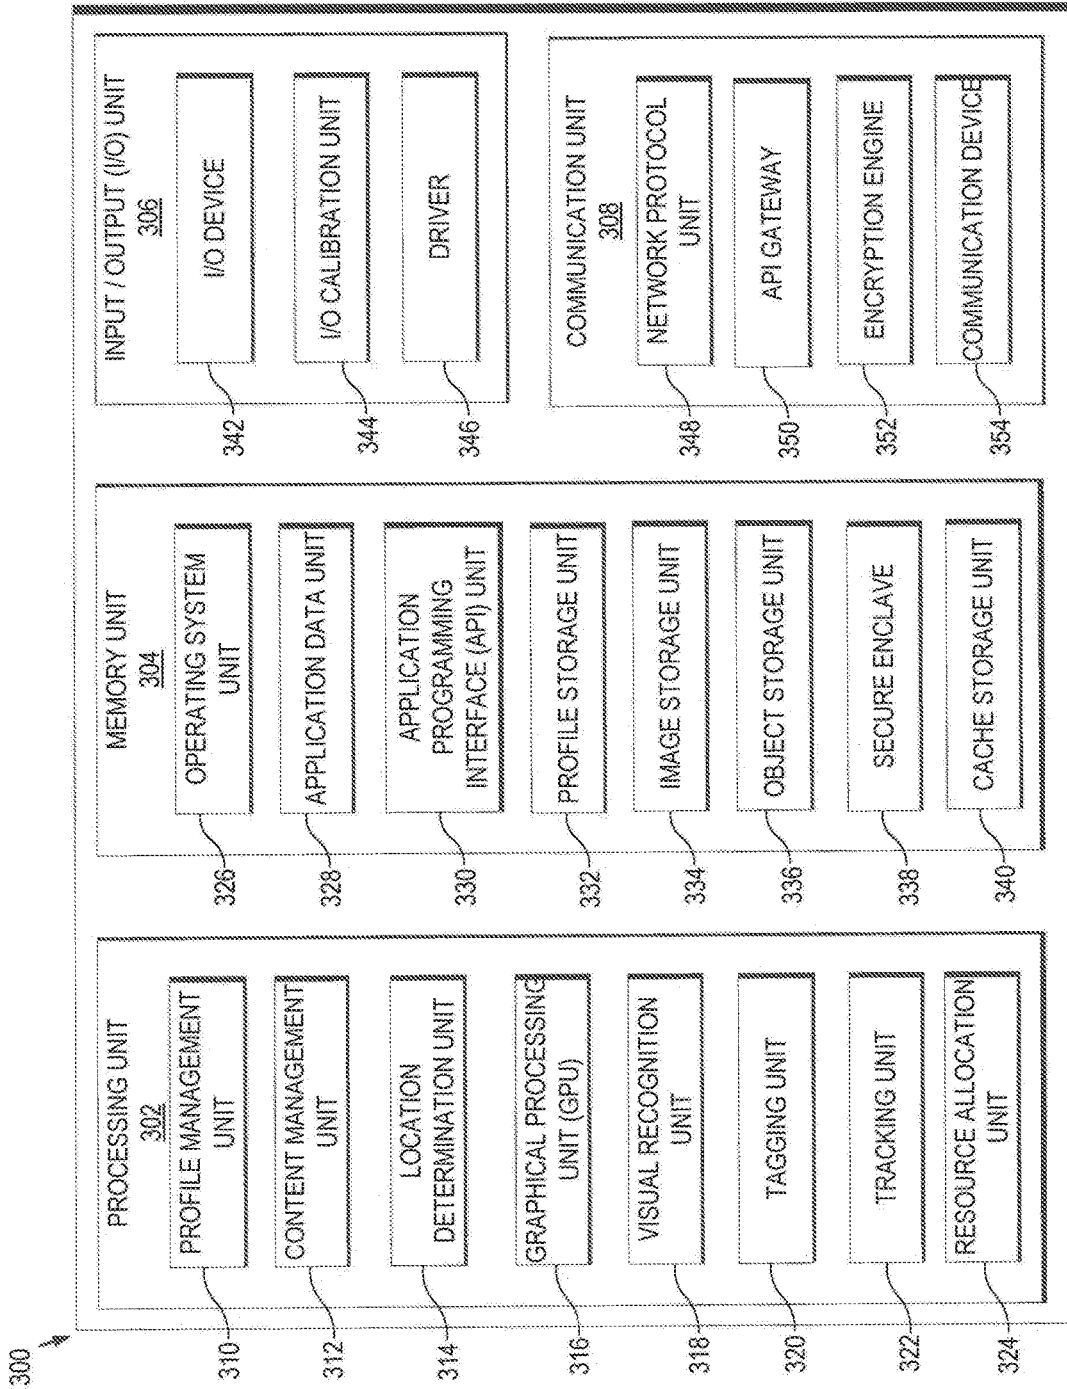 300
PROCESSING UNIT
302
PROFILE MANAGEMENT
UNIT
310
CONTENT MANAGEMENT
UNIT
312
LOCATION
DETERMINATION UNIT
314
GRAPHICAL PROCESSING
UNIT (GPU)
316
VISUAL RECOGNITION
UNIT
318
TAGGING UNIT
320
TRACKING UNIT
322
RESOURCE ALLOCATION
UNIT
324
MEMORY UNIT
304
OPERATING SYSTEM
UNIT
326
APPLICATION DATA UNIT
328
APPLICATION
PROGRAMMING
INTERFACE (API) UNIT
330
PROFILE STORAGE UNIT
332
IMAGE STORAGE UNIT
334
OBJECT STORAGE UNIT
336
SECURE ENCLAVE
338
CACHE STORAGE UNIT
340
INPUT / OUTPUT (I/O) UNIT
306
I/O DEVICE
342
I/O CALIBRATION UNIT
344
DRIVER
346
COMMUNICATION UNIT
308
NETWORK PROTOCOL
UNIT
348
API GATEWAY
350
ENCRYPTION ENGINE
352
COMMUNICATION DEVICE
354